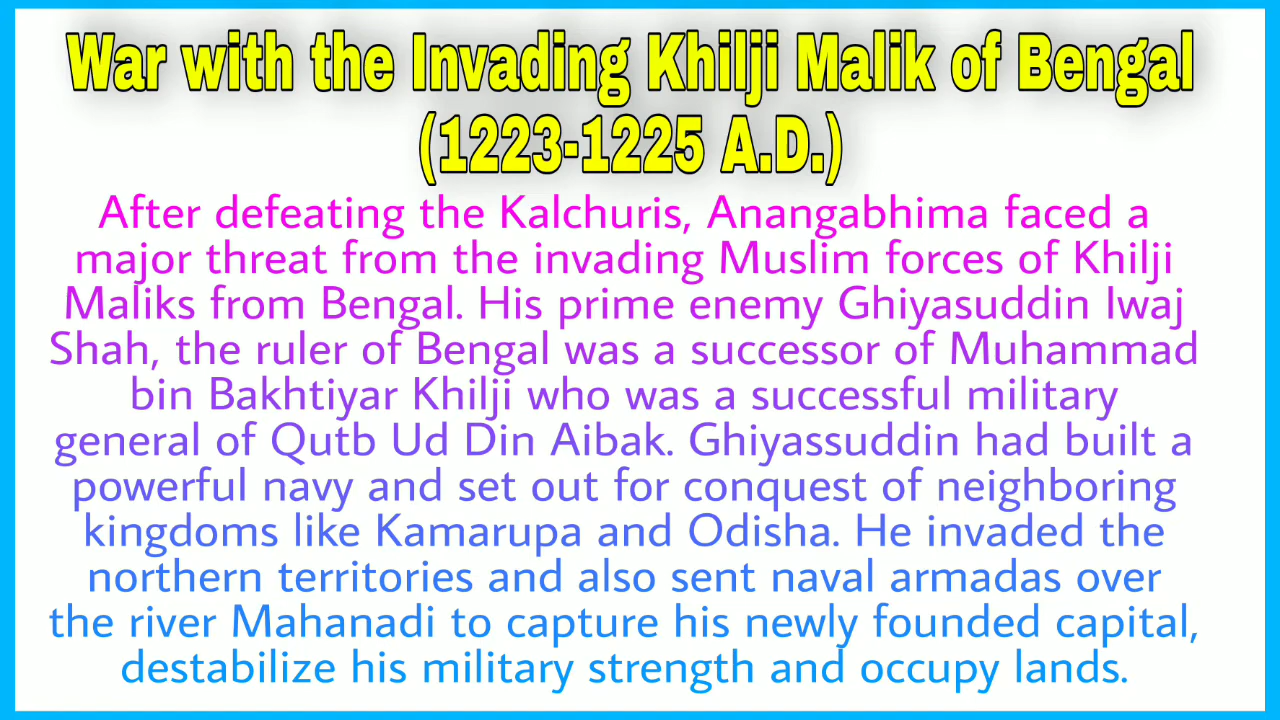 War with the Invading Khilji Malik of Bengal
(1223-1225 A.D.)
After defeating the Kalchuris, Anangabhima faced a
major threat from the invading Muslim forces of Khilji
Maliks from Bengal. His prime enemy Ghiyasuddin Iwaj
Shah, the ruler of Bengal was a successor of Muhammad
bin Bakhtiyar Khilji who was a successful military
general of Qutb Ud Din Aibak. Ghiyassuddin had built a
powerful navy and set out for conquest of neighboring
kingdoms like Kamarupa and Odisha. He invaded the
northern territories and also sent naval armadas over
the river Mahanadi to capture his newly founded capital,
destabilize his military strength and occupy lands.